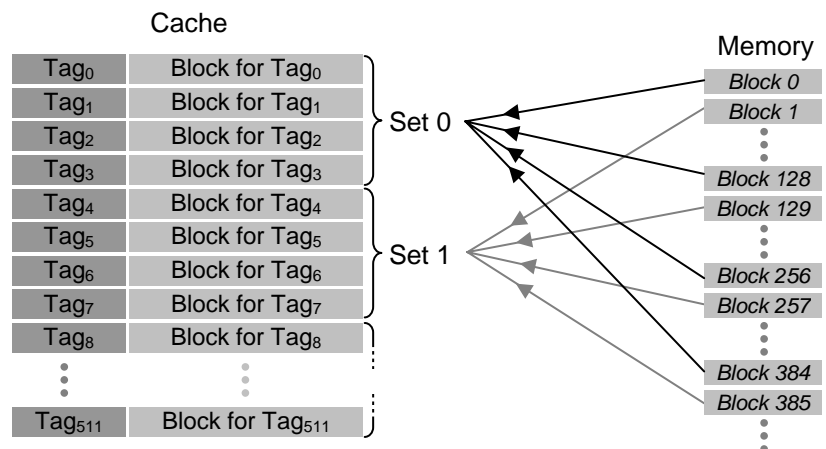 Cache
Tag0 Block for Tag0
Tag1 Block for Tag1
Tag2 Block for Tag2
Tag3 Block for Tag3
Tag4 Block for Tag4
Tag5 Block for Tag5
Tag6 Block for Tag6
Tag7 Block for Tag7
Tag8 Block for Tag8
Tag511 Block for Tag511
Set 0
Set 1
Memory
Block 0
Block 1
Block 128
Block 129
Block 256
Block 257
Block 384
Block 385